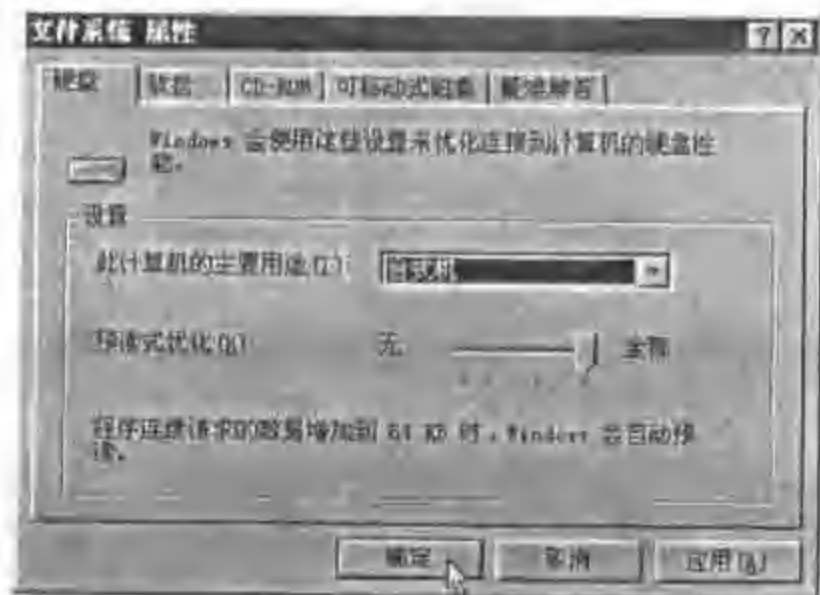 文件系统 属性
硬盘 软盘 CD-ROM 可移动式磁盘 疑难解答
Windows 会使用这些设置来优化连接到计算机的硬盘性
能。
设置
此计算机的主要用途(T):
预读式优化(R): 无 全部
程序连续请求的数据增加到 64 KB 时，Windows 会自动预
读。
确定 取消 应用(A)